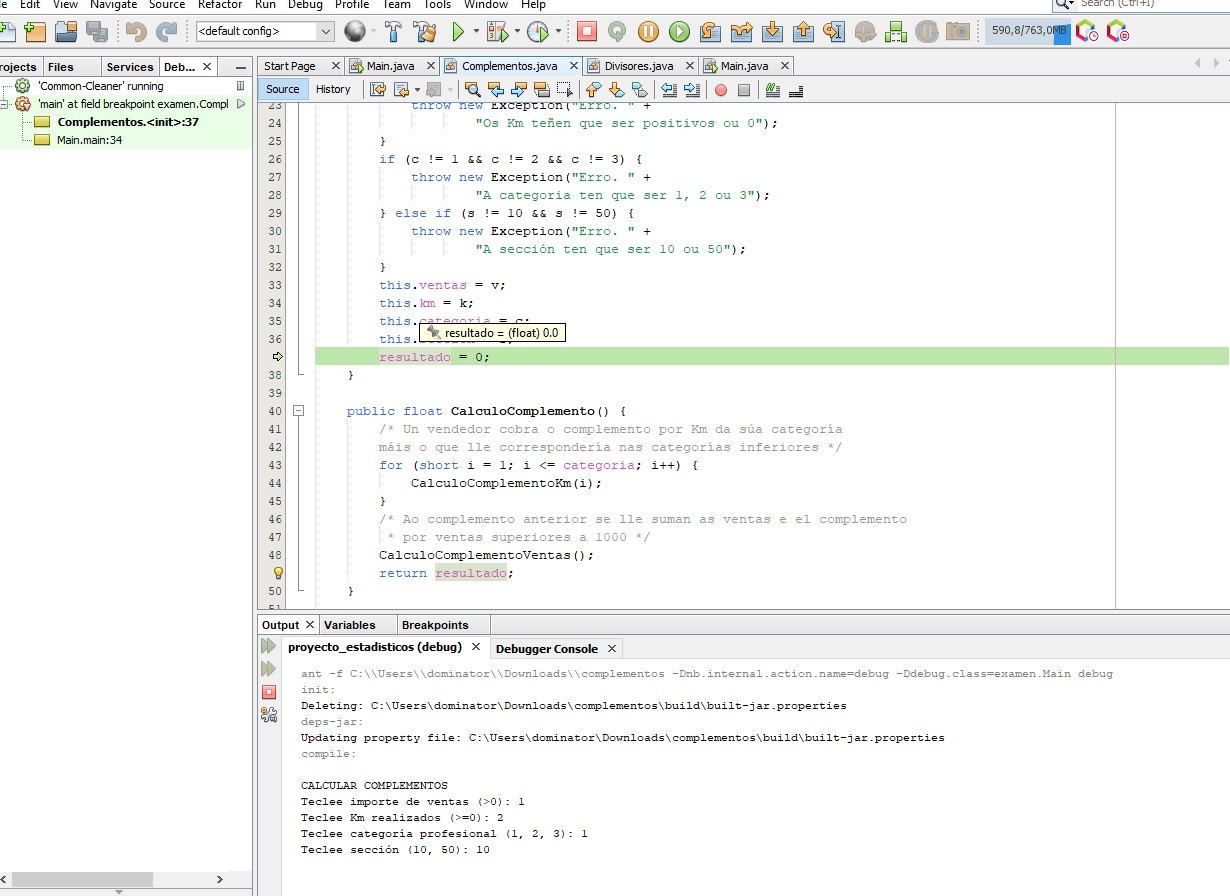 Edit View Navigate Source Refactor Run Debug Profile Team Tools Window Help
Search (Ctrl+I)
<default config>
590,8/763,0MB
Files Services Deb...
Start Page Main.java Complementos.java Divisores.java Main.java
Source History
'Common-Cleaner' running
'main' at field breakpoint examen.Compl
Complementos.<init>:37
Main.main:34
23 throw new Exception("Erro. " +
24 "Os Km teñen que ser positivos ou 0");
25 }
26 if (c != 1 && c != 2 && c != 3) {
27 throw new Exception("Erro. " +
28 "A categoria ten que ser 1, 2 ou 3");
29 } else if (s != 10 && s != 50) {
30 throw new Exception("Erro. " +
31 "A sección ten que ser 10 ou 50");
32 }
33 this.ventas = v;
34 this.km = k;
35 this.categoria = c;
resultado = (float) 0.0
36 this.
resultado = 0;
38 }
39
40 public float CalculoComplemento() {
41 /* Un vendedor cobra o complemento por Km da súa categoría
42 máis o que lle correspondería nas categorías inferiores */
43 for (short i = 1; i <= categoria; i++) {
44 CalculoComplementoKm(i);
45 }
46 /* Ao complemento anterior se lle suman as ventas e el complemento
47 * por ventas superiores a 1000 */
48 CalculoComplementoVentas();
return resultado;
50 }
51
Output Variables Breakpoints
proyecto_estadisticos (debug) Debugger Console
ant -f C:\\Users\\dominator\\Downloads\\complementos -Dnb.internal.action.name=debug -Ddebug.class=examen.Main debug
init:
Deleting: C:\Users\dominator\Downloads\complementos\build\built-jar.properties
deps-jar:
Updating property file: C:\Users\dominator\Downloads\complementos\build\built-jar.properties
compile:
CALCULAR COMPLEMENTOS
Teclee importe de ventas (>0): 1
Teclee Km realizados (>=0): 2
Teclee categoría profesional (1, 2, 3): 1
Teclee sección (10, 50): 10